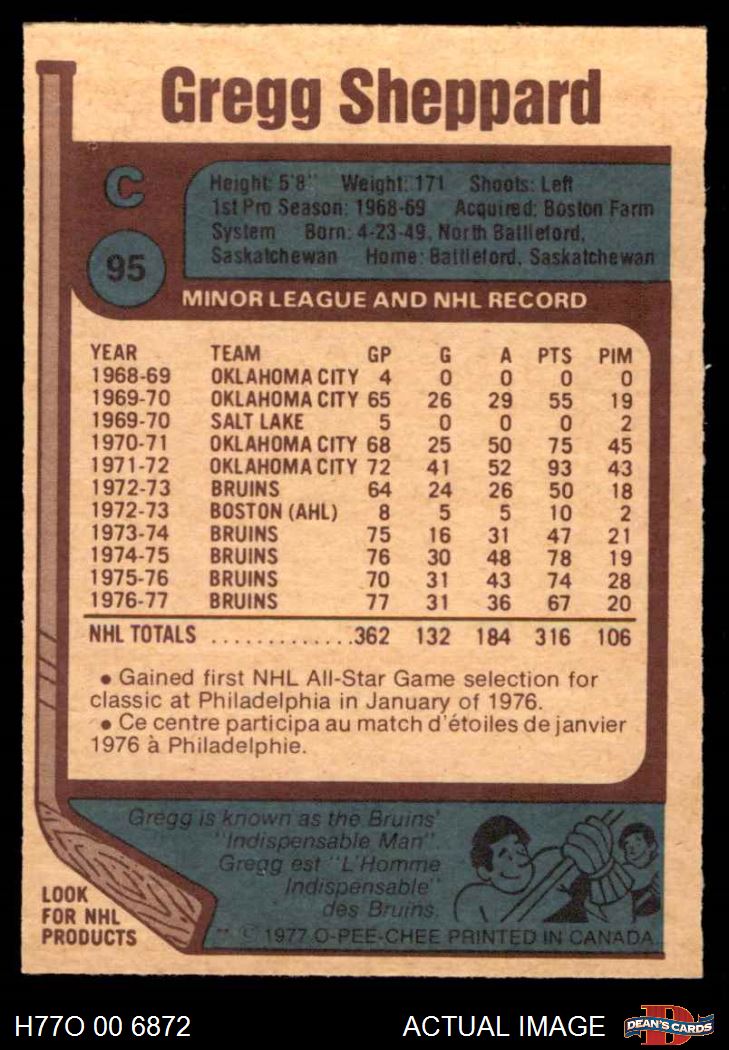 Gregg Sheppard
C
95
Height: 5'8" Weight: 171 Shoots: Left
1st Pro Season: 1968-69 Acquired: Boston Farm
System Born: 4-23-49, North Battleford,
Saskatchewan Home: Battleford, Saskatchewan
MINOR LEAGUE AND NHL RECORD
YEAR TEAM GP G A PTS PIM
1968-69 OKLAHOMA CITY 4 0 0 0 0
1969-70 OKLAHOMA CITY 65 26 29 55 19
1969-70 SALT LAKE 5 0 0 0 2
1970-71 OKLAHOMA CITY 68 25 50 75 45
1971-72 OKLAHOMA CITY 72 41 52 93 43
1972-73 BRUINS 64 24 26 50 18
1972-73 BOSTON (AHL) 8 5 5 10 2
1973-74 BRUINS 75 16 31 47 21
1974-75 BRUINS 76 30 48 78 19
1975-76 BRUINS 70 31 43 74 28
1976-77 BRUINS 77 31 36 67 20
NHL TOTALS .............362 132 184 316 106
• Gained first NHL All-Star Game selection for
classic at Philadelphia in January of 1976.
• Ce centre participa au match d'étoiles de janvier
1976 à Philadelphie.
Gregg is known as the Bruins'
"Indispensable Man".
Gregg est "L'Homme
Indispensable"
des Bruins.
LOOK
FOR NHL
PRODUCTS
** © 1977 O-PEE-CHEE PRINTED IN CANADA
H77O 00 6872 ACTUAL IMAGE
D
DEAN'S CARDS